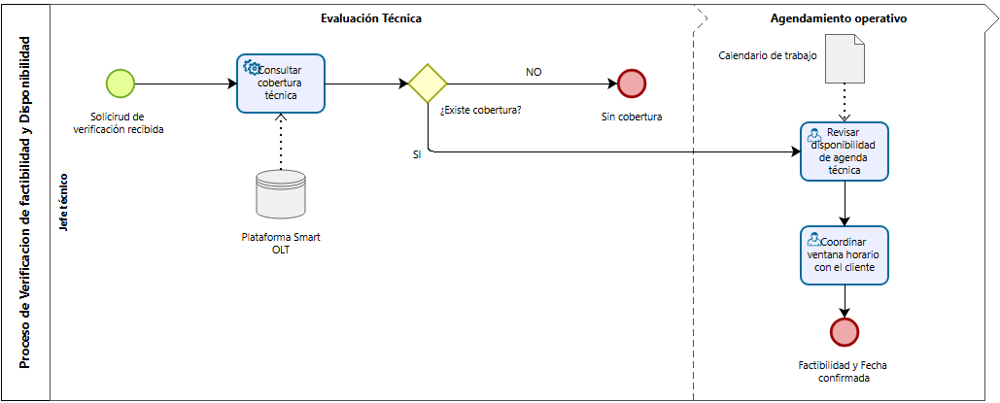 Proceso de Verificacion de factibilidad y Disponibilidad
Jefe técnico
Evaluación Técnica
Agendamiento operativo
Solicirud de
verificación recibida
Consultar
cobertura
técnica
Plataforma Smart
OLT
¿Existe cobertura?
NO
Sin cobertura
SI
Calendario de trabajo
Revisar
disponibilidad
de agenda
técnica
Coordinar
ventana horario
con el cliente
Factibilidad y Fecha
confirmada